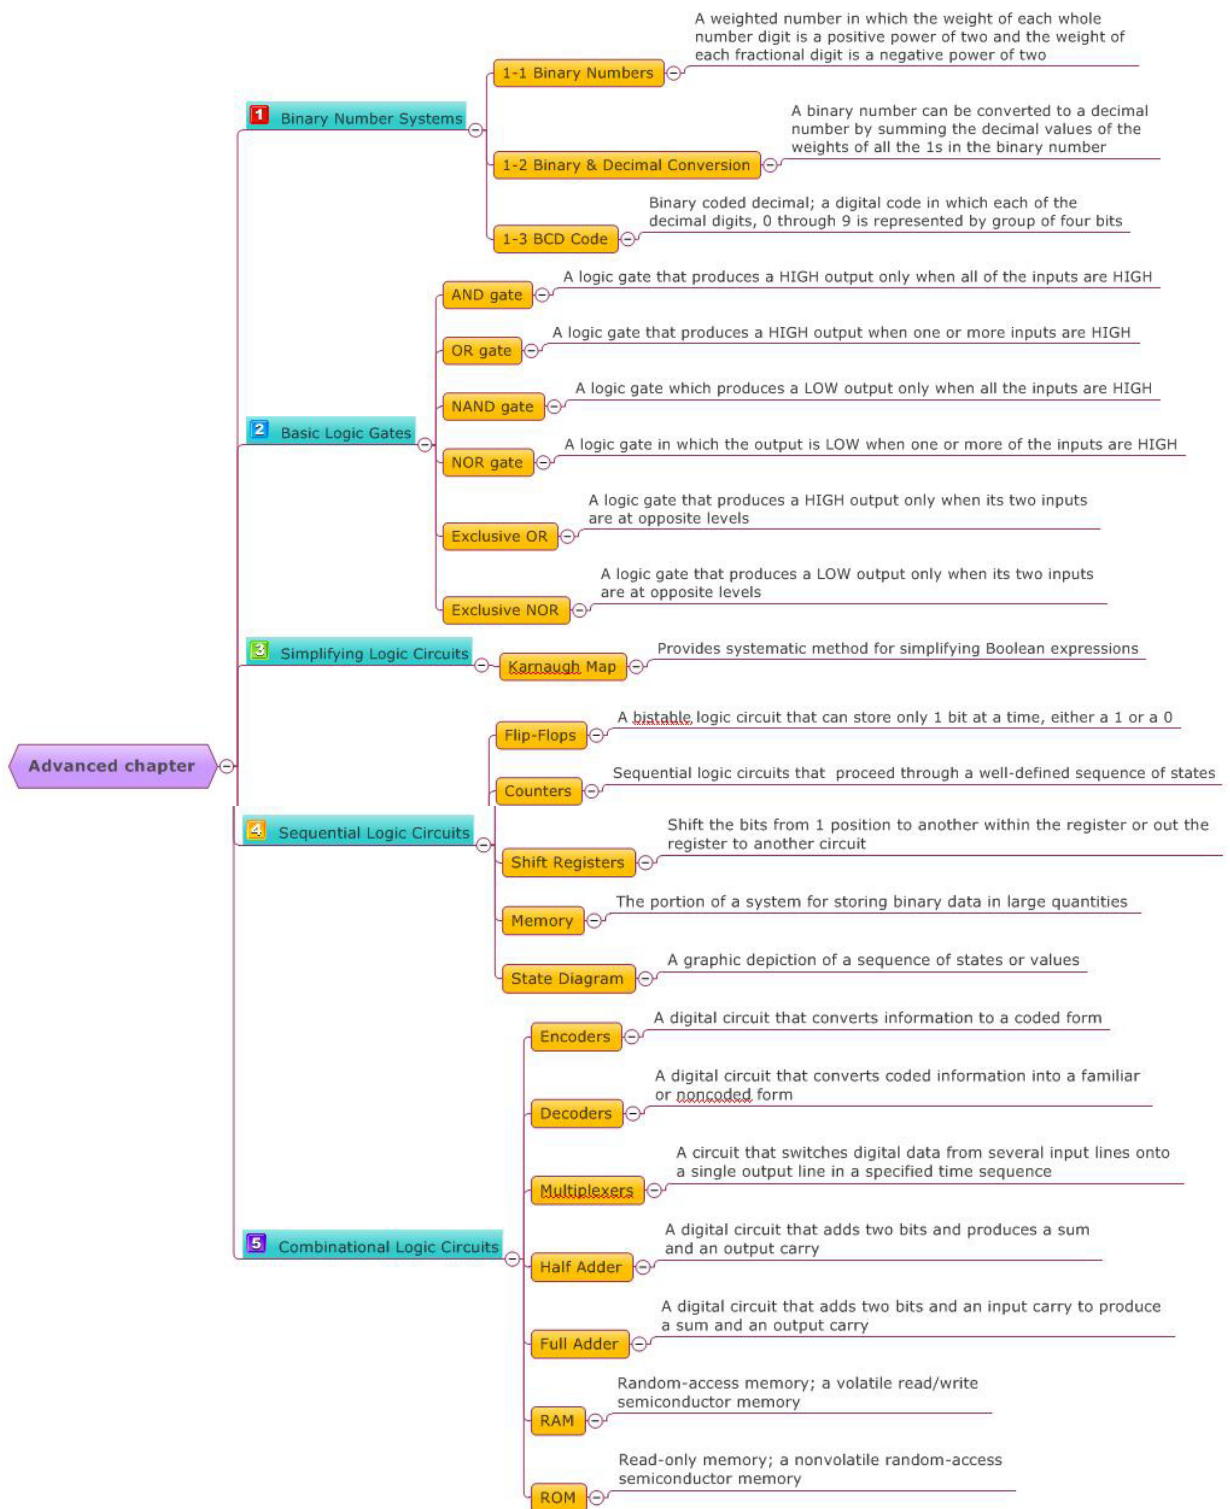 Advanced chapter
1 Binary Number Systems
1-1 Binary Numbers
A weighted number in which the weight of each whole
number digit is a positive power of two and the weight of
each fractional digit is a negative power of two
1-2 Binary & Decimal Conversion
A binary number can be converted to a decimal
number by summing the decimal values of the
weights of all the 1s in the binary number
1-3 BCD Code
Binary coded decimal; a digital code in which each of the
decimal digits, 0 through 9 is represented by group of four bits
2 Basic Logic Gates
AND gate
A logic gate that produces a HIGH output only when all of the inputs are HIGH
OR gate
A logic gate that produces a HIGH output when one or more inputs are HIGH
NAND gate
A logic gate which produces a LOW output only when all the inputs are HIGH
NOR gate
A logic gate in which the output is LOW when one or more of the inputs are HIGH
Exclusive OR
A logic gate that produces a HIGH output only when its two inputs
are at opposite levels
Exclusive NOR
A logic gate that produces a LOW output only when its two inputs
are at opposite levels
3 Simplifying Logic Circuits
Karnaugh Map
Provides systematic method for simplifying Boolean expressions
4 Sequential Logic Circuits
Flip-Flops
A bistable logic circuit that can store only 1 bit at a time, either a 1 or a 0
Counters
Sequential logic circuits that proceed through a well-defined sequence of states
Shift Registers
Shift the bits from 1 position to another within the register or out the
register to another circuit
Memory
The portion of a system for storing binary data in large quantities
State Diagram
A graphic depiction of a sequence of states or values
5 Combinational Logic Circuits
Encoders
A digital circuit that converts information to a coded form
Decoders
A digital circuit that converts coded information into a familiar
or noncoded form
Multiplexers
A circuit that switches digital data from several input lines onto
a single output line in a specified time sequence
Half Adder
A digital circuit that adds two bits and produces a sum
and an output carry
Full Adder
A digital circuit that adds two bits and an input carry to produce
a sum and an output carry
RAM
Random-access memory; a volatile read/write
semiconductor memory
ROM
Read-only memory; a nonvolatile random-access
semiconductor memory